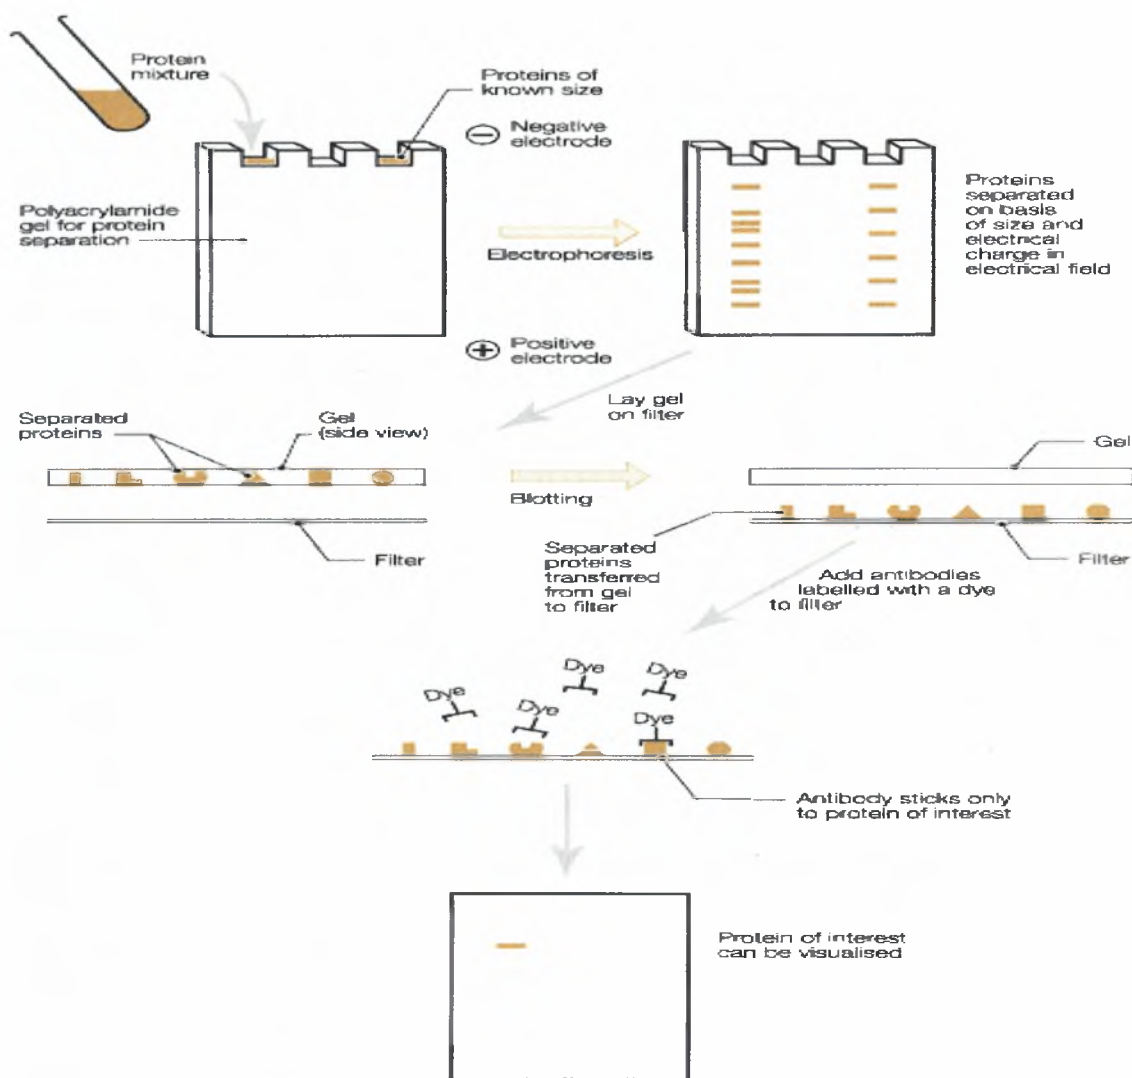 Protein
mixture
Proteins of
known size
Negative
electrode
Polyacrylamide
gel for protein
separation
Electrophoresis
Proteins
separated
on basis
of size and
electrical
charge in
electrical field
Positive
electrode
Lay gel
on filter
Separated
proteins
Gel
(side view)
Filter
Blotting
Gel
Filter
Separated
proteins
transferred
from gel
to filter
Add antibodies
labelled with a dye
to filter
Dye
Dye
Dye
Dye
Dye
Antibody sticks only
to protein of interest
Protein of interest
can be visualised